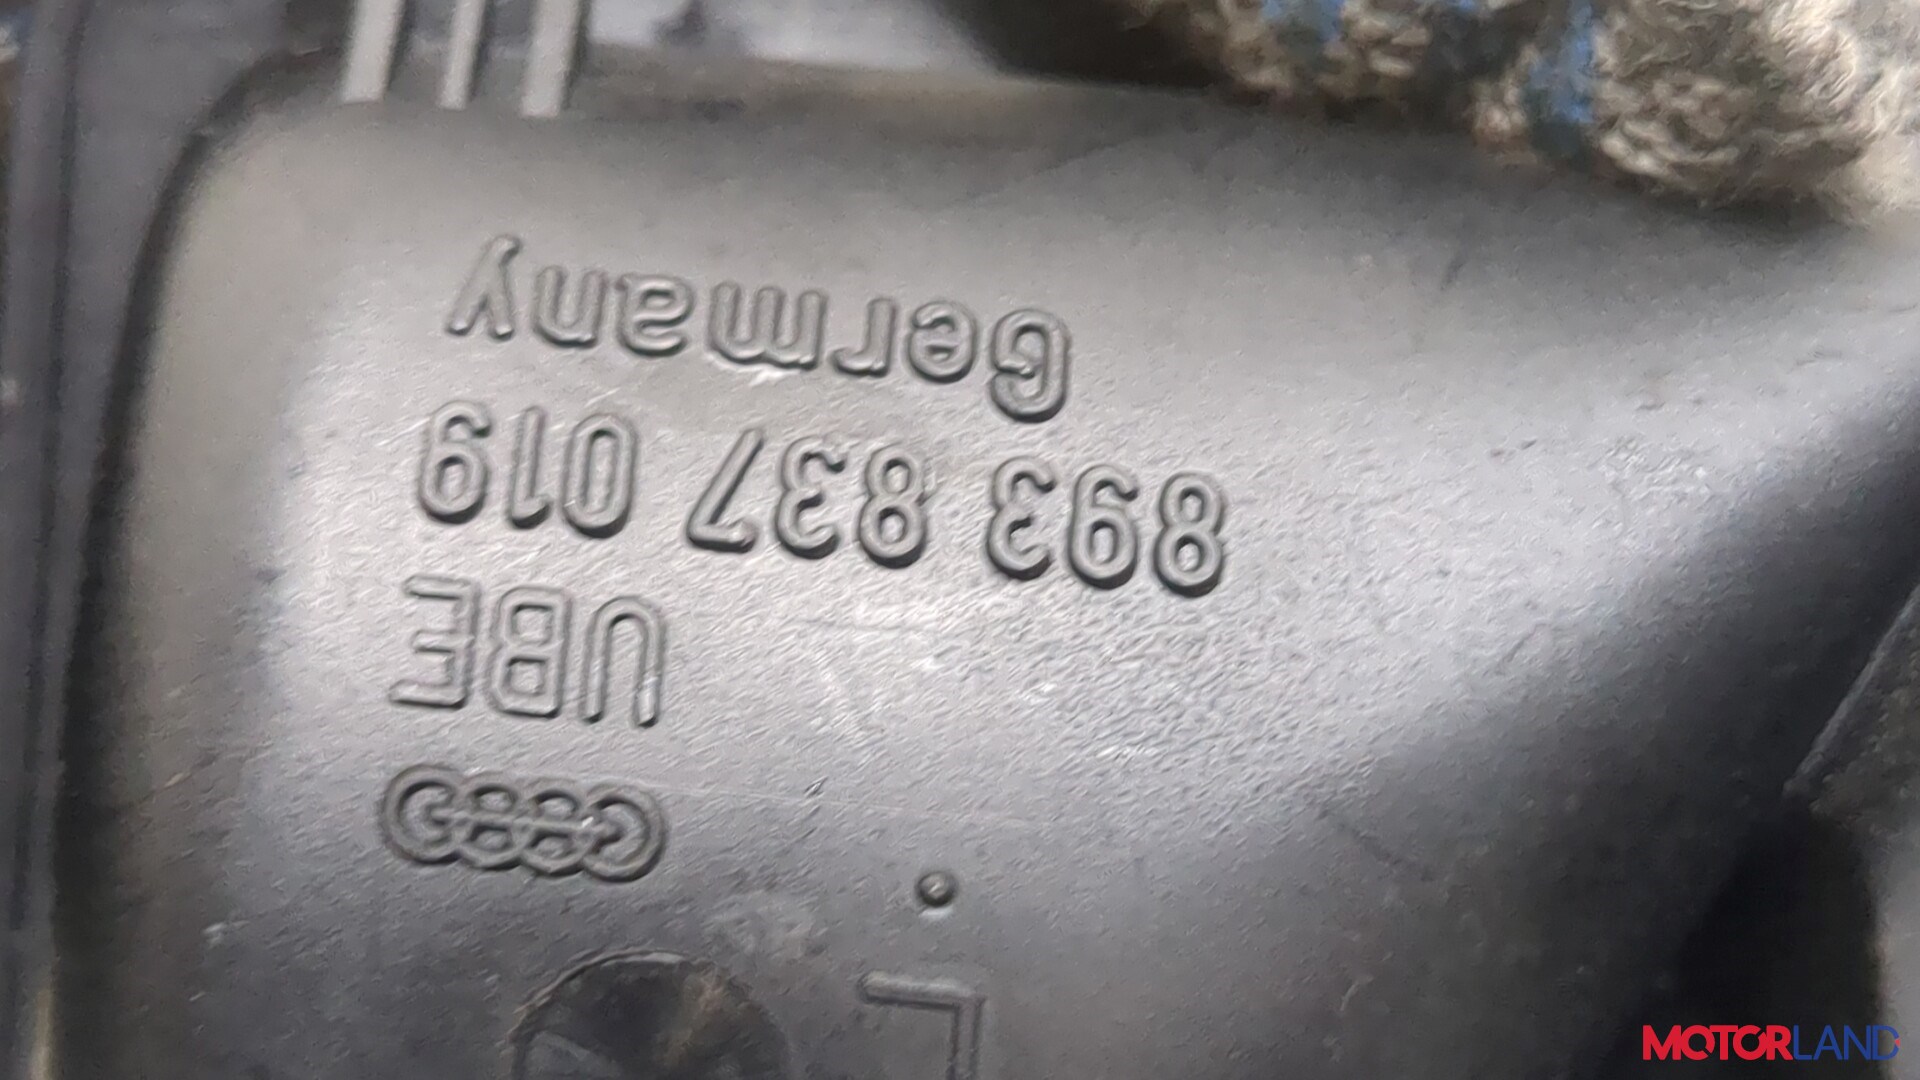 L
UBE
893 837 019
Germany
MOTORLAND